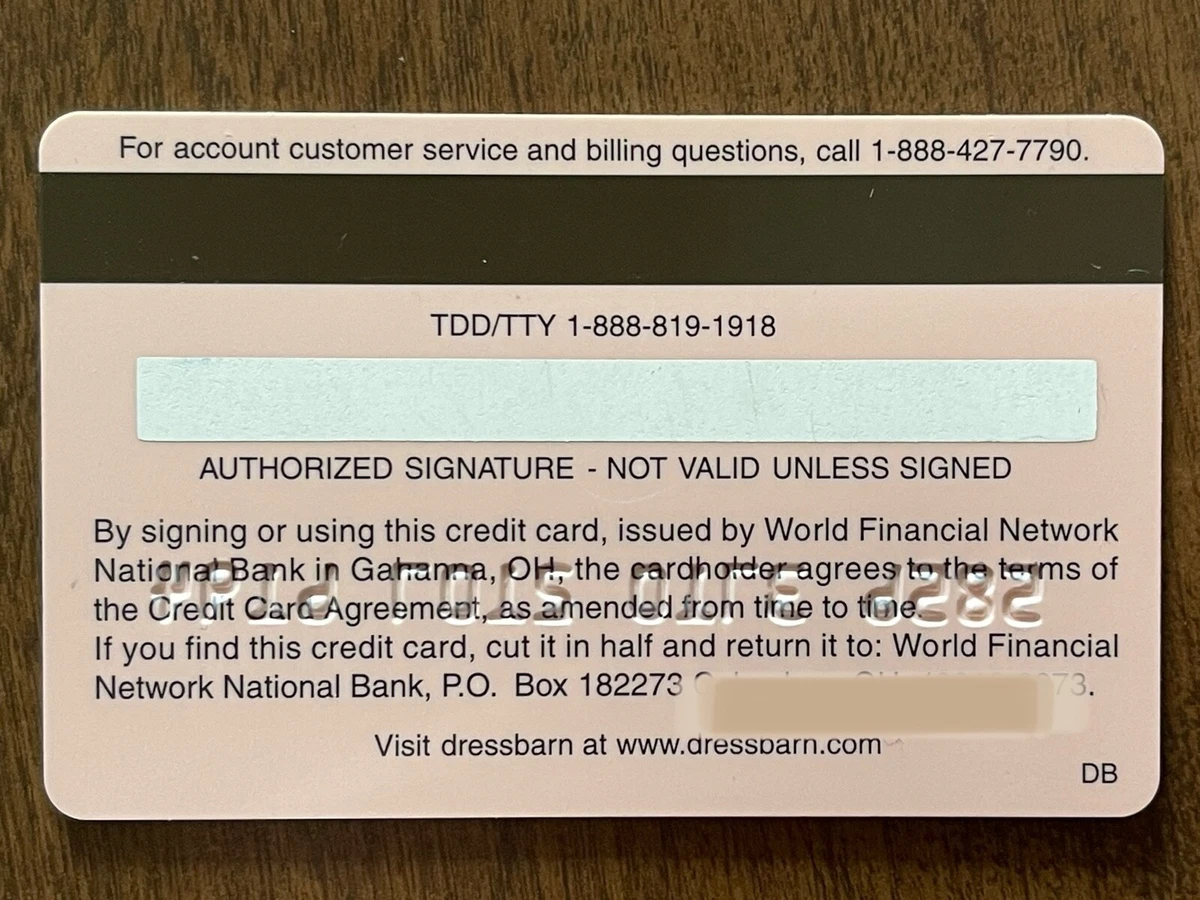 For account customer service and billing questions, call 1-888-427-7790.
TDD/TTY 1-888-819-1918
AUTHORIZED SIGNATURE - NOT VALID UNLESS SIGNED
By signing or using this credit card, issued by World Financial Network
National Bank in Gahanna, OH, the cardholder agrees to the terms of
the Credit Card Agreement, as amended from time to time.
If you find this credit card, cut it in half and return it to: World Financial
Network National Bank, P.O. Box 182273
Visit dressbarn at www.dressbarn.com
DB